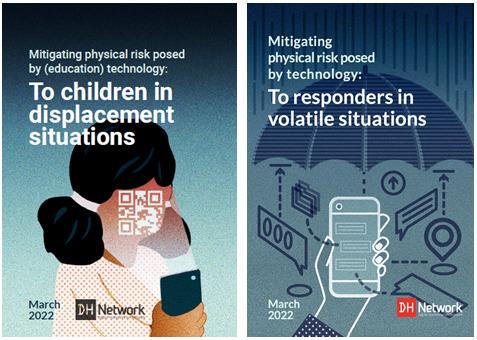 Mitigating physical risk posed
by (education) technology:
To children in
displacement
situations
March
2022
DH Network
Mitigating
physical risk posed
by technology:
To responders in
volatile situations
March
2022
DH Network